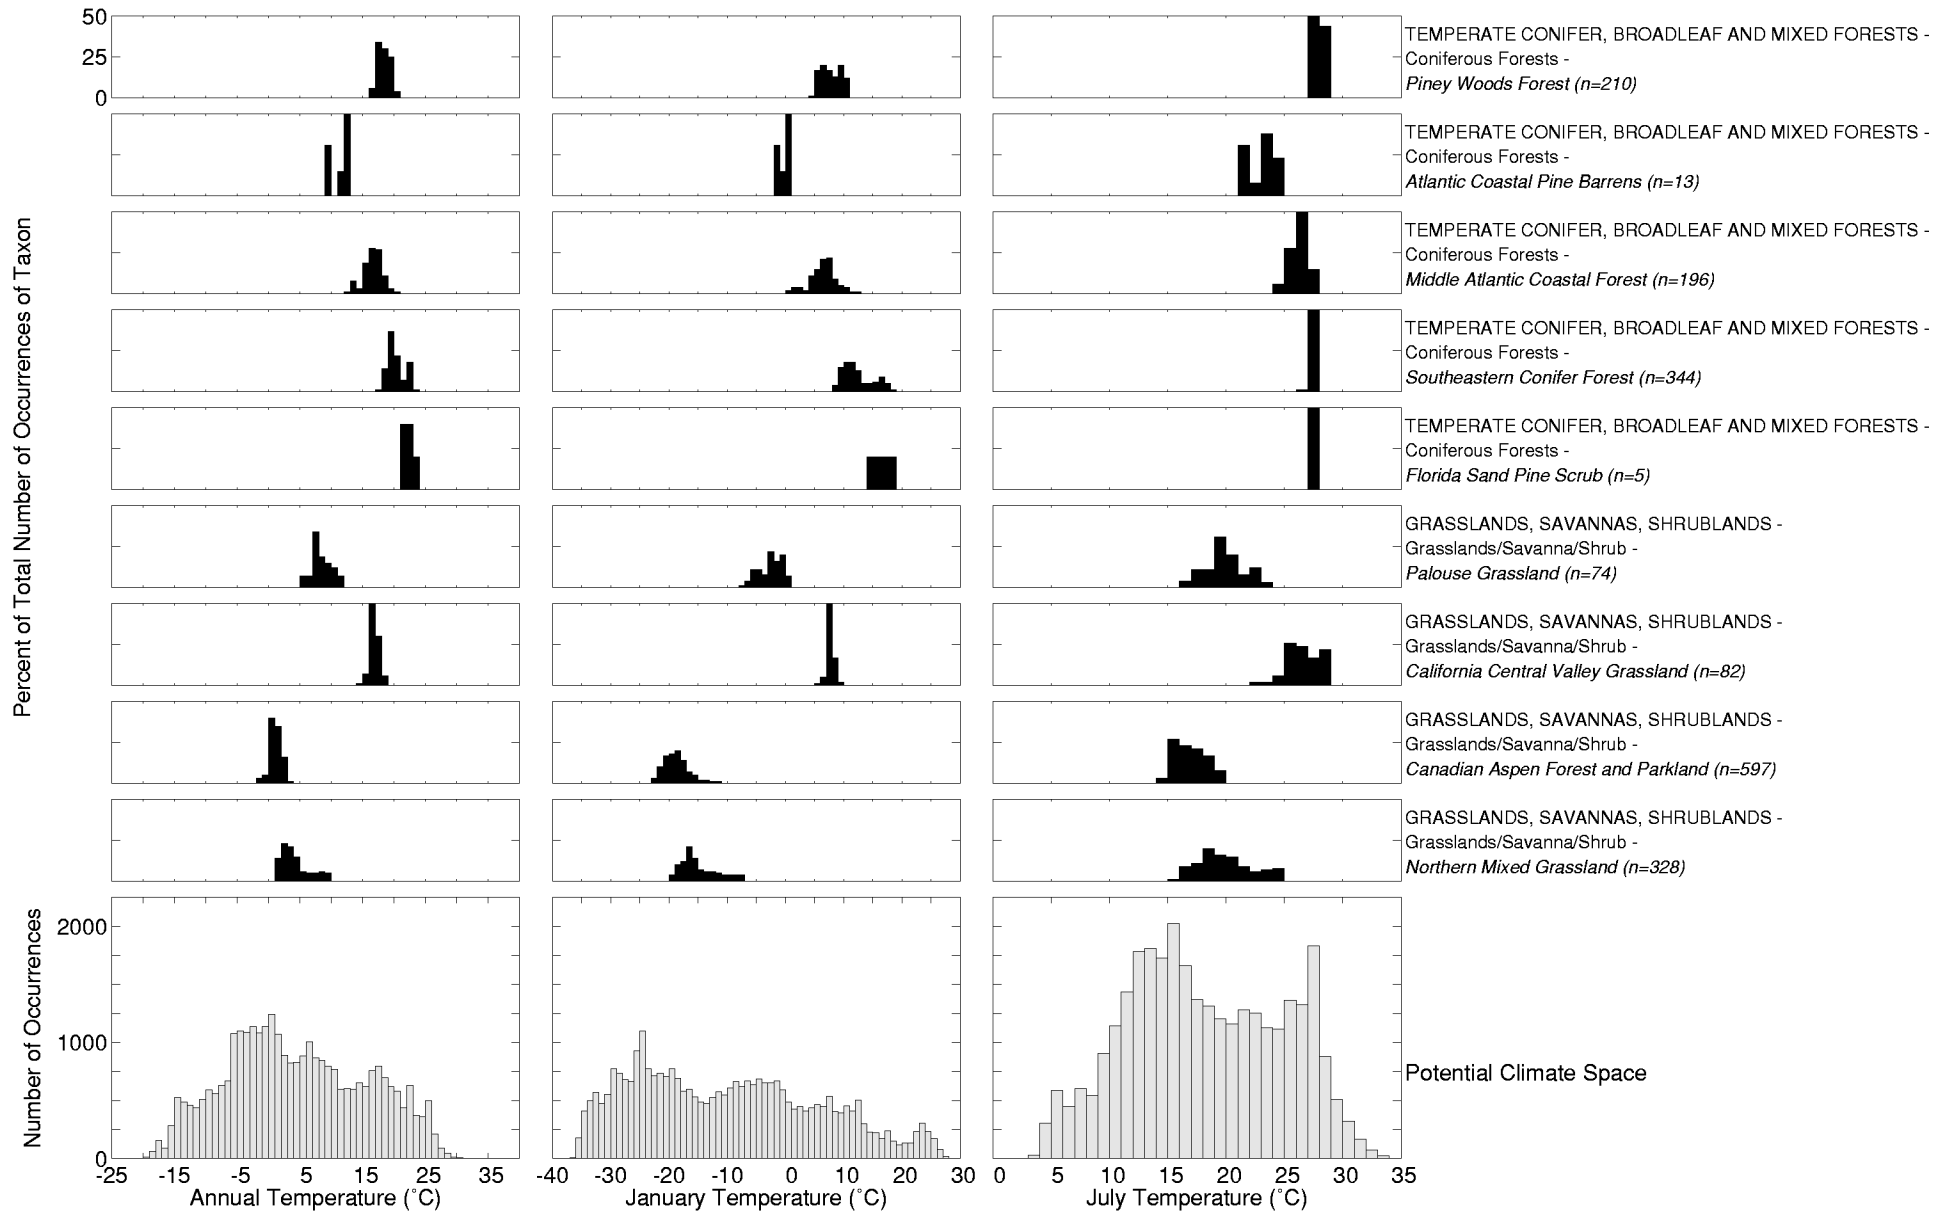 50
25
0
TEMPERATE CONIFER, BROADLEAF AND MIXED FORESTS -
Coniferous Forests -
Piney Woods Forest (n=210)
TEMPERATE CONIFER, BROADLEAF AND MIXED FORESTS -
Coniferous Forests -
Atlantic Coastal Pine Barrens (n=13)
TEMPERATE CONIFER, BROADLEAF AND MIXED FORESTS -
Coniferous Forests -
Middle Atlantic Coastal Forest (n=196)
TEMPERATE CONIFER, BROADLEAF AND MIXED FORESTS -
Coniferous Forests -
Southeastern Conifer Forest (n=344)
TEMPERATE CONIFER, BROADLEAF AND MIXED FORESTS -
Coniferous Forests -
Florida Sand Pine Scrub (n=5)
GRASSLANDS, SAVANNAS, SHRUBLANDS -
Grasslands/Savanna/Shrub -
Palouse Grassland (n=74)
GRASSLANDS, SAVANNAS, SHRUBLANDS -
Grasslands/Savanna/Shrub -
California Central Valley Grassland (n=82)
GRASSLANDS, SAVANNAS, SHRUBLANDS -
Grasslands/Savanna/Shrub -
Canadian Aspen Forest and Parkland (n=597)
GRASSLANDS, SAVANNAS, SHRUBLANDS -
Grasslands/Savanna/Shrub -
Northern Mixed Grassland (n=328)
Percent of Total Number of Occurrences of Taxon
Number of Occurrences
2000
1000
0
Potential Climate Space
-25 -15 -5 5 15 25 35
Annual Temperature (˚C)
-40 -30 -20 -10 0 10 20 30
January Temperature (˚C)
0 5 10 15 20 25 30 35
July Temperature (˚C)